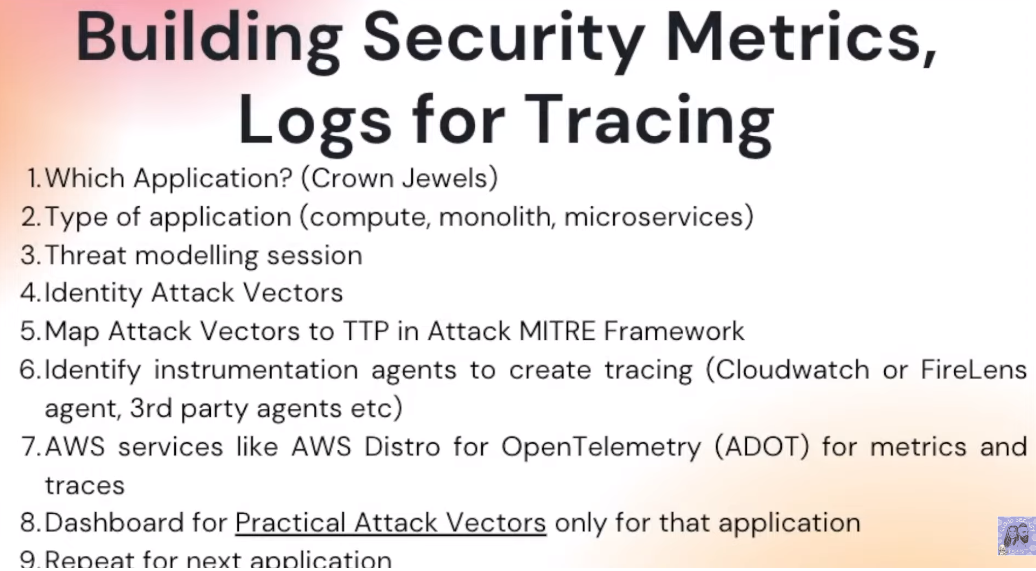 Building Security Metrics,
Logs for Tracing
1.Which Application? (Crown Jewels)
2.Type of application (compute, monolith, microservices)
3.Threat modelling session
4.Identity Attack Vectors
5.Map Attack Vectors to TTP in Attack MITRE Framework
6.Identify instrumentation agents to create tracing (Cloudwatch or FireLens
agent, 3rd party agents etc)
7.AWS services like AWS Distro for OpenTelemetry (ADOT) for metrics and
traces
8.Dashboard for Practical Attack Vectors only for that application
9.Repeat for next application